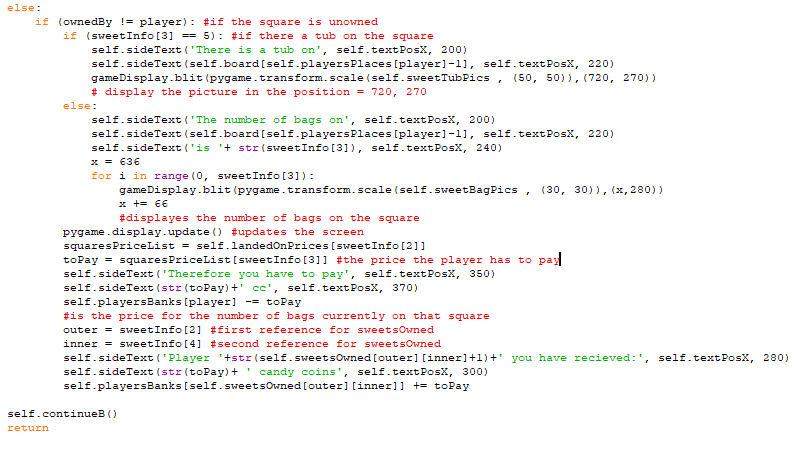 else:
    if (ownedBy != player): #if the square is unowned
        if (sweetInfo[3] == 5): #if there a tub on the square
            self.sideText('There is a tub on', self.textPosX, 200)
            self.sideText(self.board[self.playersPlaces[player]-1], self.textPosX, 220)
            gameDisplay.blit(pygame.transform.scale(self.sweetTubPics , (50, 50)),(720, 270))
            # display the picture in the position = 720, 270
        else:
            self.sideText('The number of bags on', self.textPosX, 200)
            self.sideText(self.board[self.playersPlaces[player]-1], self.textPosX, 220)
            self.sideText('is '+ str(sweetInfo[3]), self.textPosX, 240)
            x = 636
            for i in range(0, sweetInfo[3]):
                gameDisplay.blit(pygame.transform.scale(self.sweetBagPics , (30, 30)),(x,280))
                x += 66
                #displayes the number of bags on the square
        pygame.display.update() #updates the screen
        squaresPriceList = self.landedOnPrices[sweetInfo[2]]
        toPay = squaresPriceList[sweetInfo[3]] #the price the player has to pay
        self.sideText('Therefore you have to pay', self.textPosX, 350)
        self.sideText(str(toPay)+' cc', self.textPosX, 370)
        self.playersBanks[player] -= toPay
        #is the price for the number of bags currently on that square
        outer = sweetInfo[2] #first reference for sweetsOwned
        inner = sweetInfo[4] #second reference for sweetsOwned
        self.sideText('Player '+str(self.sweetsOwned[outer][inner]+1)+' you have recieved:', self.textPosX, 280)
        self.sideText(str(toPay)+ ' candy coins', self.textPosX, 300)
        self.playersBanks[self.sweetsOwned[outer][inner]] += toPay

self.continueB()
return